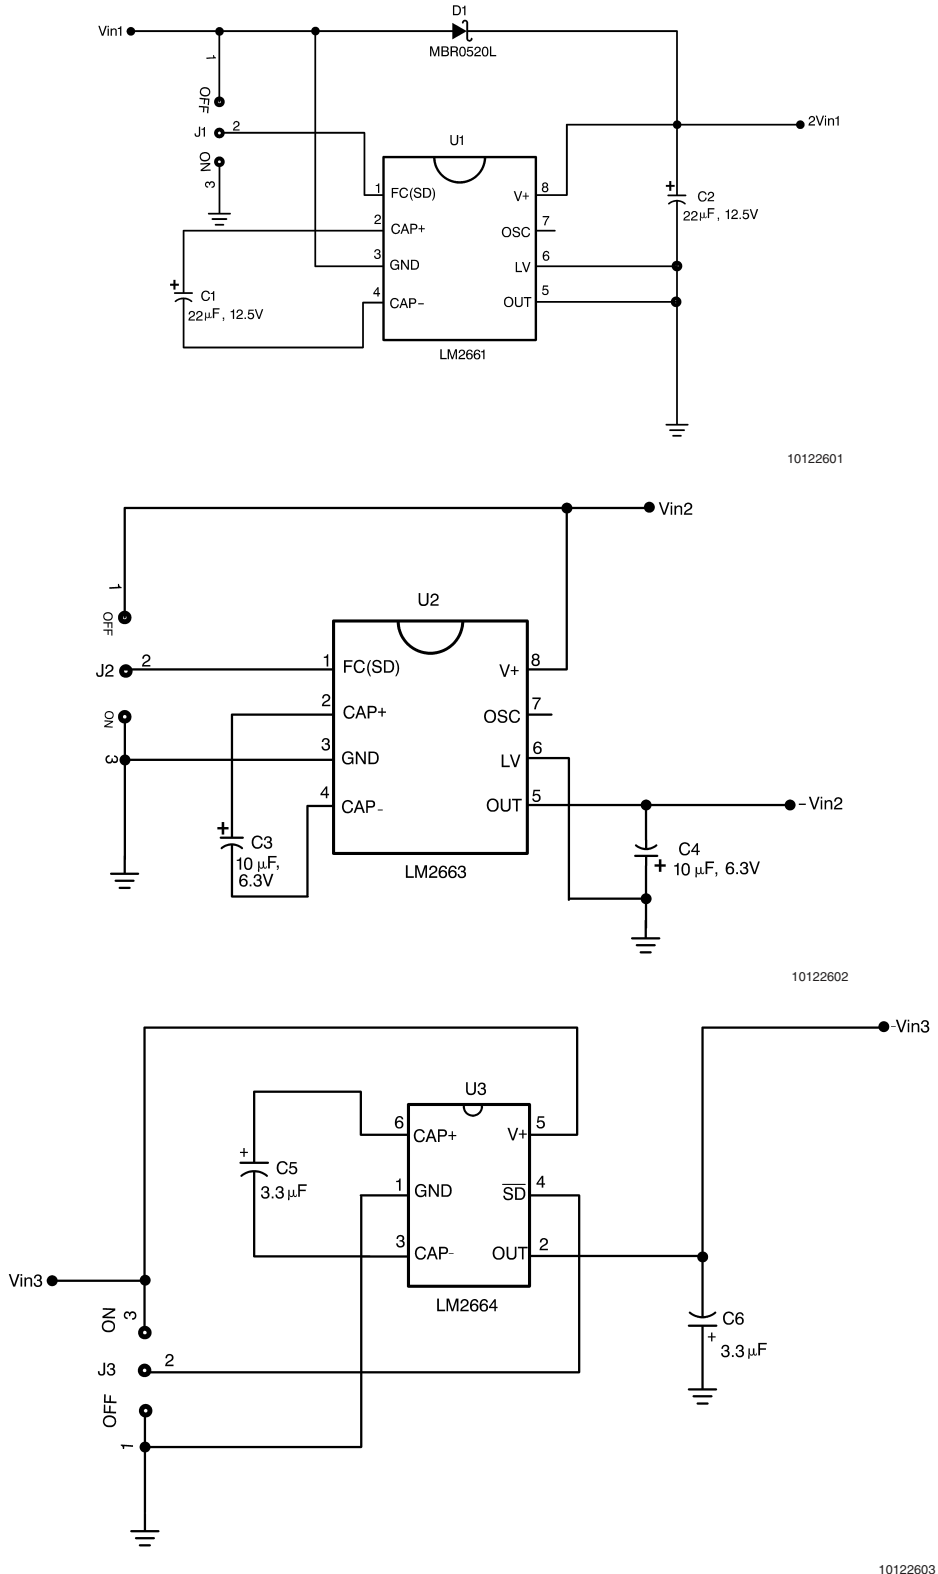 D1
Vin1
MBR0520L
1
OFF
J1 2
ON
3
2Vin1
U1
1 FC(SD)
V+ 8
2 CAP+
OSC 7
3 GND
LV 6
4 CAP-
OUT 5
LM2661
+ C1
22μF, 12.5V
+ C2
22μF, 12.5V
10122601
Vin2
1
OFF
J2 2
ON
3
U2
1 FC(SD)
V+ 8
2 CAP+
OSC 7
3 GND
LV 6
4 CAP-
OUT 5
-Vin2
LM2663
+ C3
10 μF,
6.3V
C4
+ 10 μF, 6.3V
10122602
-Vin3
U3
6 CAP+
V+ 5
1 GND
SD 4
3 CAP-
OUT 2
LM2664
+ C5
3.3μF
Vin3
ON
3
J3 2
OFF
1
C6
+ 3.3μF
10122603